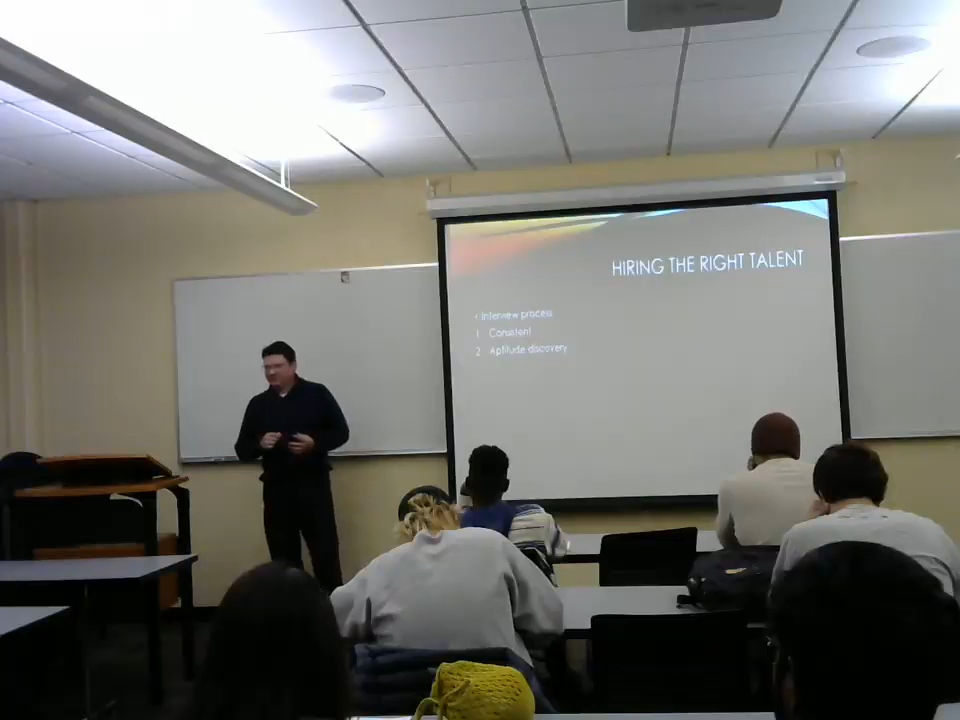 HIRING THE RIGHT TALENT
• Interview process
1 Consistent
2 Aptitude discovery